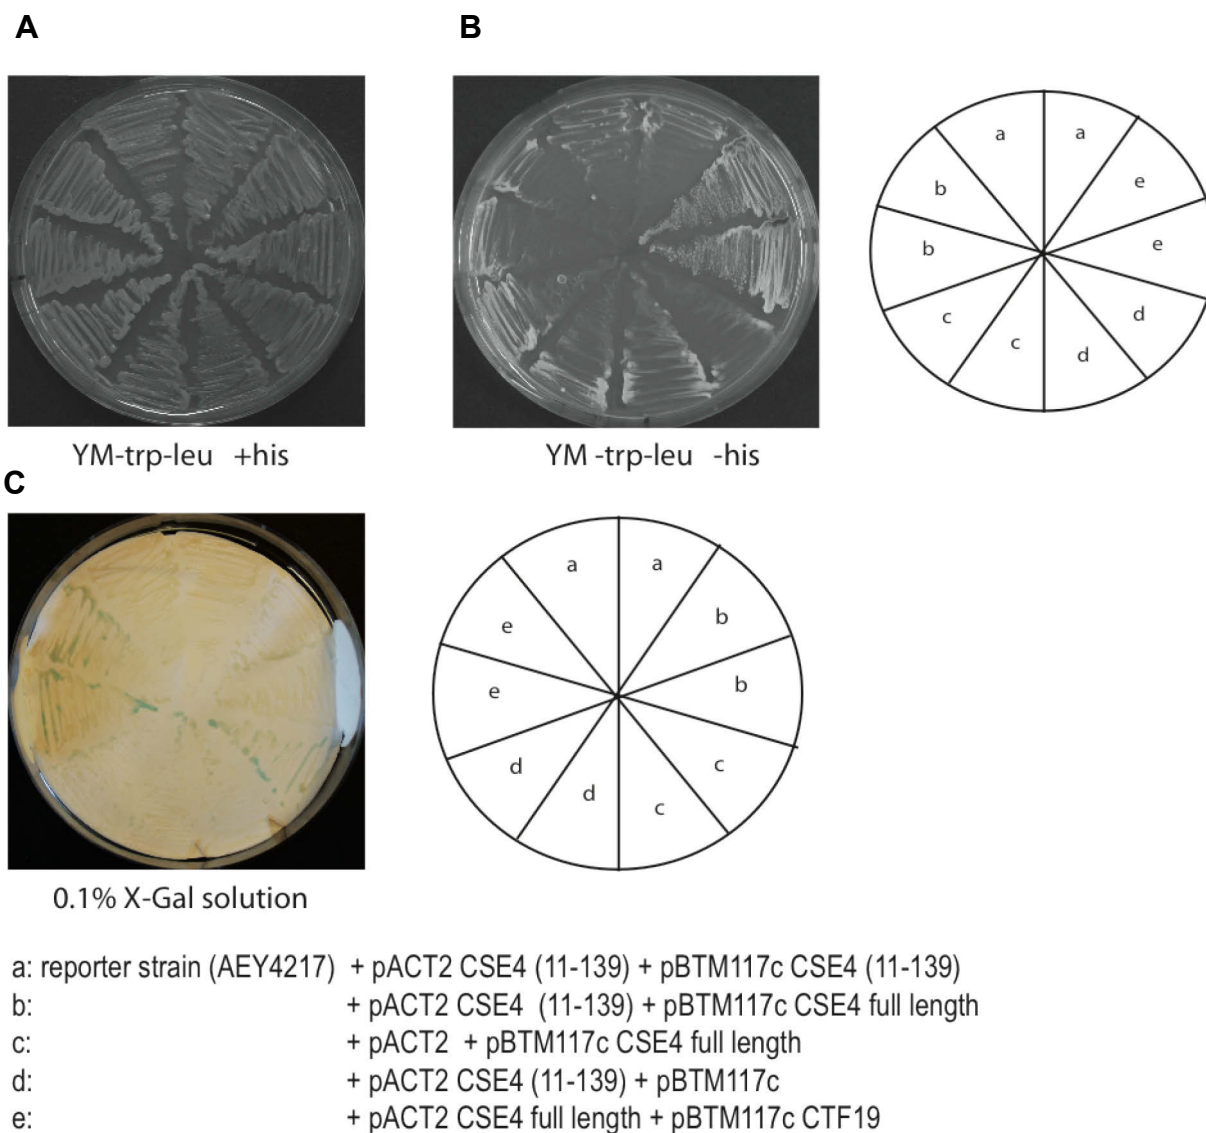 A
B
a a
b e
b e
c d
c d
YM-trp-leu +his
YM -trp-leu -his
C
a a
e b
e b
d c
d c
0.1% X-Gal solution
a: reporter strain (AEY4217) + pACT2 CSE4 (11-139) + pBTM117c CSE4 (11-139)
b: + pACT2 CSE4 (11-139) + pBTM117c CSE4 full length
c: + pACT2 + pBTM117c CSE4 full length
d: + pACT2 CSE4 (11-139) + pBTM117c
e: + pACT2 CSE4 full length + pBTM117c CTF19